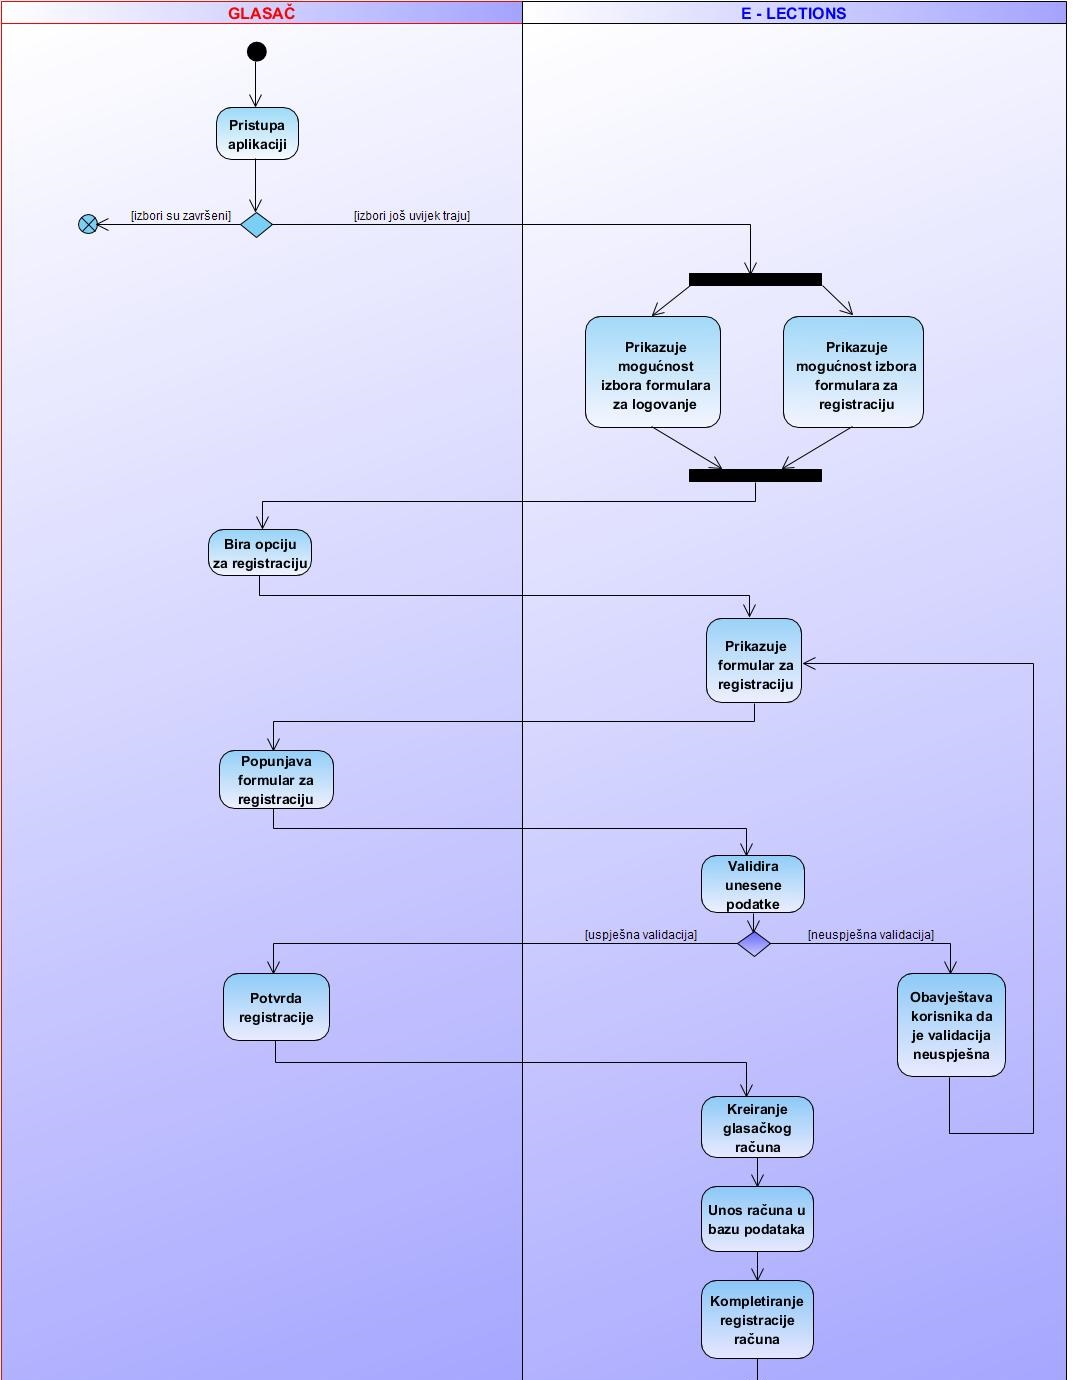 GLASAČ
E - LECTIONS
Pristupa
aplikaciji
[izbori su završeni]
[izbori još uvijek traju]
Prikazuje
mogućnost
izbora formulara
za logovanje
Prikazuje
mogućnost izbora
formulara za
registraciju
Bira opciju
za registraciju
Prikazuje
formular za
registraciju
Popunjava
formular za
registraciju
Validira
unesene
podatke
[uspješna validacija]
[neuspješna validacija]
Potvrda
registracije
Obavještava
korisnika da
je validacija
neuspješna
Kreiranje
glasačkog
računa
Unos računa u
bazu podataka
Kompletiranje
registracije
računa